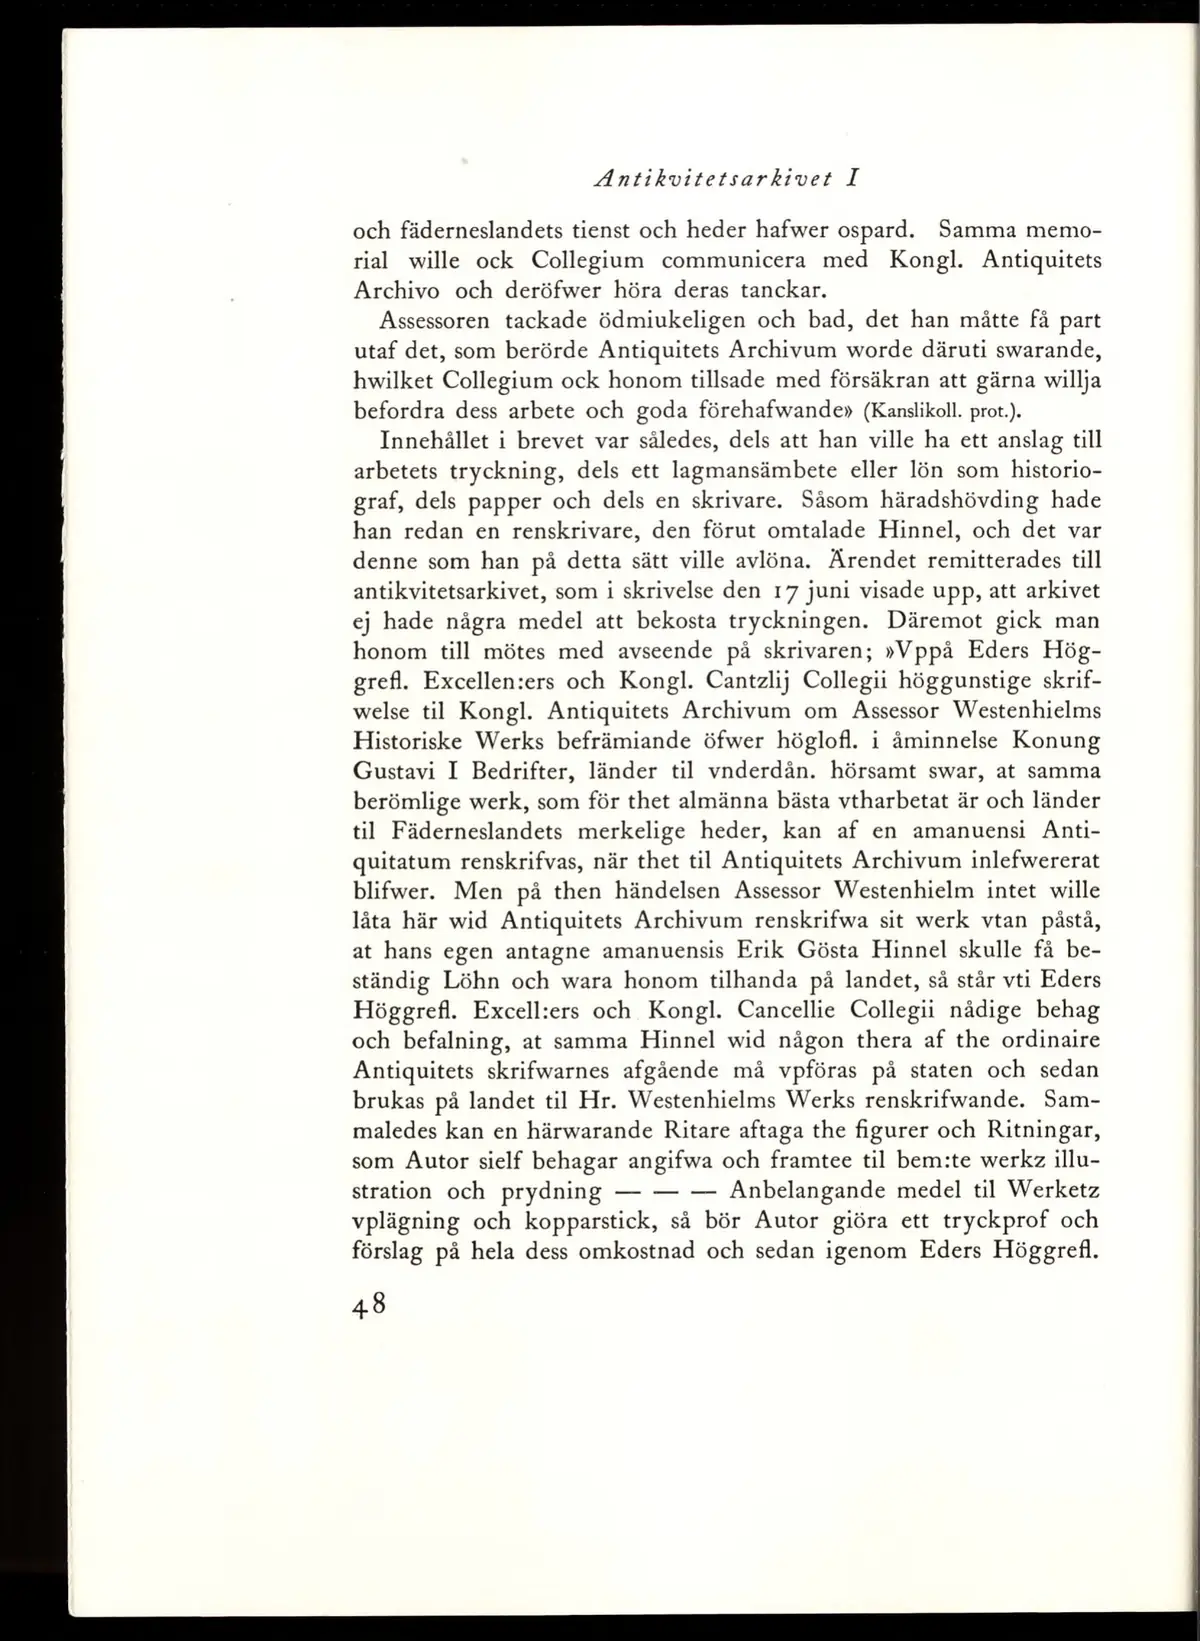 Antikvitetsarkivet I
och fäderneslandets tienst och heder hafwer ospard. Samma memo-
rial wille ock Collegium communicera med Kongl. Antiquitets
Archivo och deröfwer höra deras tanckar.
Assessoren tackade ödmiukeligen och bad, det han måtte få part
utaf det, som berörde Antiquitets Archivum worde däruti swarande,
hwilket Collegium ock honom tillsade med försäkran att gärna willja
befordra dess arbete och goda förehafwande» (Kanslikoll. prot.).
Innehållet i brevet var således, dels att han ville ha ett anslag till
arbetets tryckning, dels ett lagmansämbete eller lön som historio-
graf, dels papper och dels en skrivare. Såsom häradshövding hade
han redan en renskrivare, den förut omtalade Hinnel, och det var
denne som han på detta sätt ville avlöna. Ärendet remitterades till
antikvitetsarkivet, som i skrivelse den 17 juni visade upp, att arkivet
ej hade några medel att bekosta tryckningen. Däremot gick man
honom till mötes med avseende på skrivaren; »Vppå Eders Hög-
grefl. Excellen:ers och Kongl. Cantzlij Collegii höggunstige skrif-
welse til Kongl. Antiquitets Archivum om Assessor Westenhielms
Historiske Werks befrämiande öfwer höglofl. i åminnelse Konung
Gustavi I Bedrifter, länder til vnderdån. hörsamt swar, at samma
berömlige werk, som för thet almänna bästa vtharbetat är och länder
til Fäderneslandets merkelige heder, kan af en amanuensi Anti-
quitatum renskrifvas, när thet til Antiquitets Archivum inlefwererat
blifwer. Men på then händelsen Assessor Westenhielm intet wille
låta här wid Antiquitets Archivum renskrifwa sit werk vtan påstå,
at hans egen antagne amanuensis Erik Gösta Hinnel skulle få be-
ständig Löhn och wara honom tilhanda på landet, så står vti Eders
Höggrefl. Excell:ers och Kongl. Cancellie Collegii nådige behag
och befalning, at samma Hinnel wid någon thera af the ordinaire
Antiquitets skrifwarnes afgående må vpföras på staten och sedan
brukas på landet til Hr. Westenhielms Werks renskrifwande. Sam-
maledes kan en härwarande Ritare aftaga the figurer och Ritningar,
som Autor sielf behagar angifwa och framtee til bem:te werkz illu-
stration och prydning — — — Anbelangande medel til Werketz
vplägning och kopparstick, så bör Autor giöra ett tryckprof och
förslag på hela dess omkostnad och sedan igenom Eders Höggrefl.
48